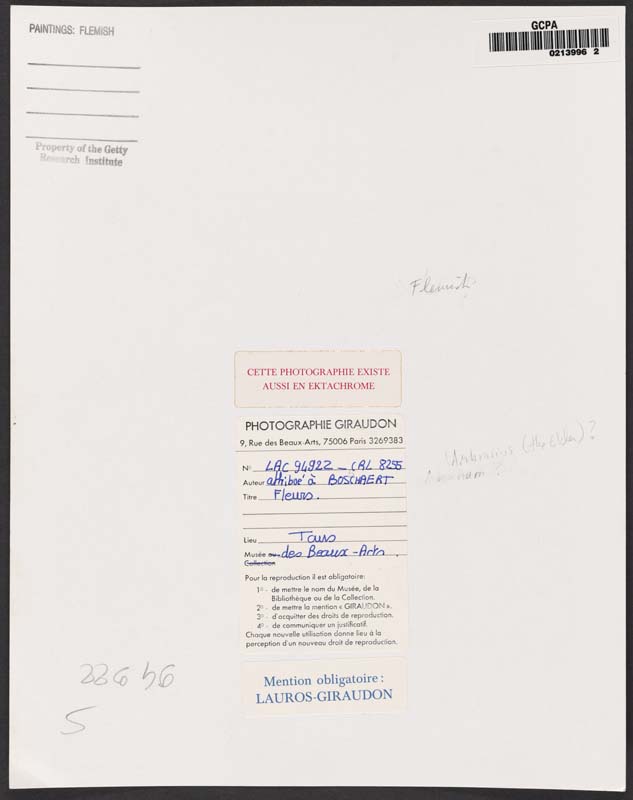 PAINTINGS: FLEMISH
GCPA
0213996 2
Property of the Getty
Research Institute
Flemish
CETTE PHOTOGRAPHIE EXISTE
AUSSI EN EKTACHROME
PHOTOGRAPHIE GIRAUDON
9, Rue des Beaux-Arts, 75006 Paris 3269383
N° LAC 94922 - CRL 8255
Auteur attribué à BOSCHAERT
Titre Fleurs.
Ambrosius (the Elder)?
Abraham?
Lieu Tours
Musée ou des Beaux-Arts.
Collection
Pour la reproduction il est obligatoire:
1° - de mettre le nom du Musée, de la
Bibliothèque ou de la Collection.
2° - de mettre la mention « GIRAUDON ».
3° - d'acquitter des droits de reproduction.
4° - de communiquer un justificatif.
Chaque nouvelle utilisation donne lieu à la
perception d'un nouveau droit de reproduction.
Mention obligatoire :
LAUROS-GIRAUDON
5